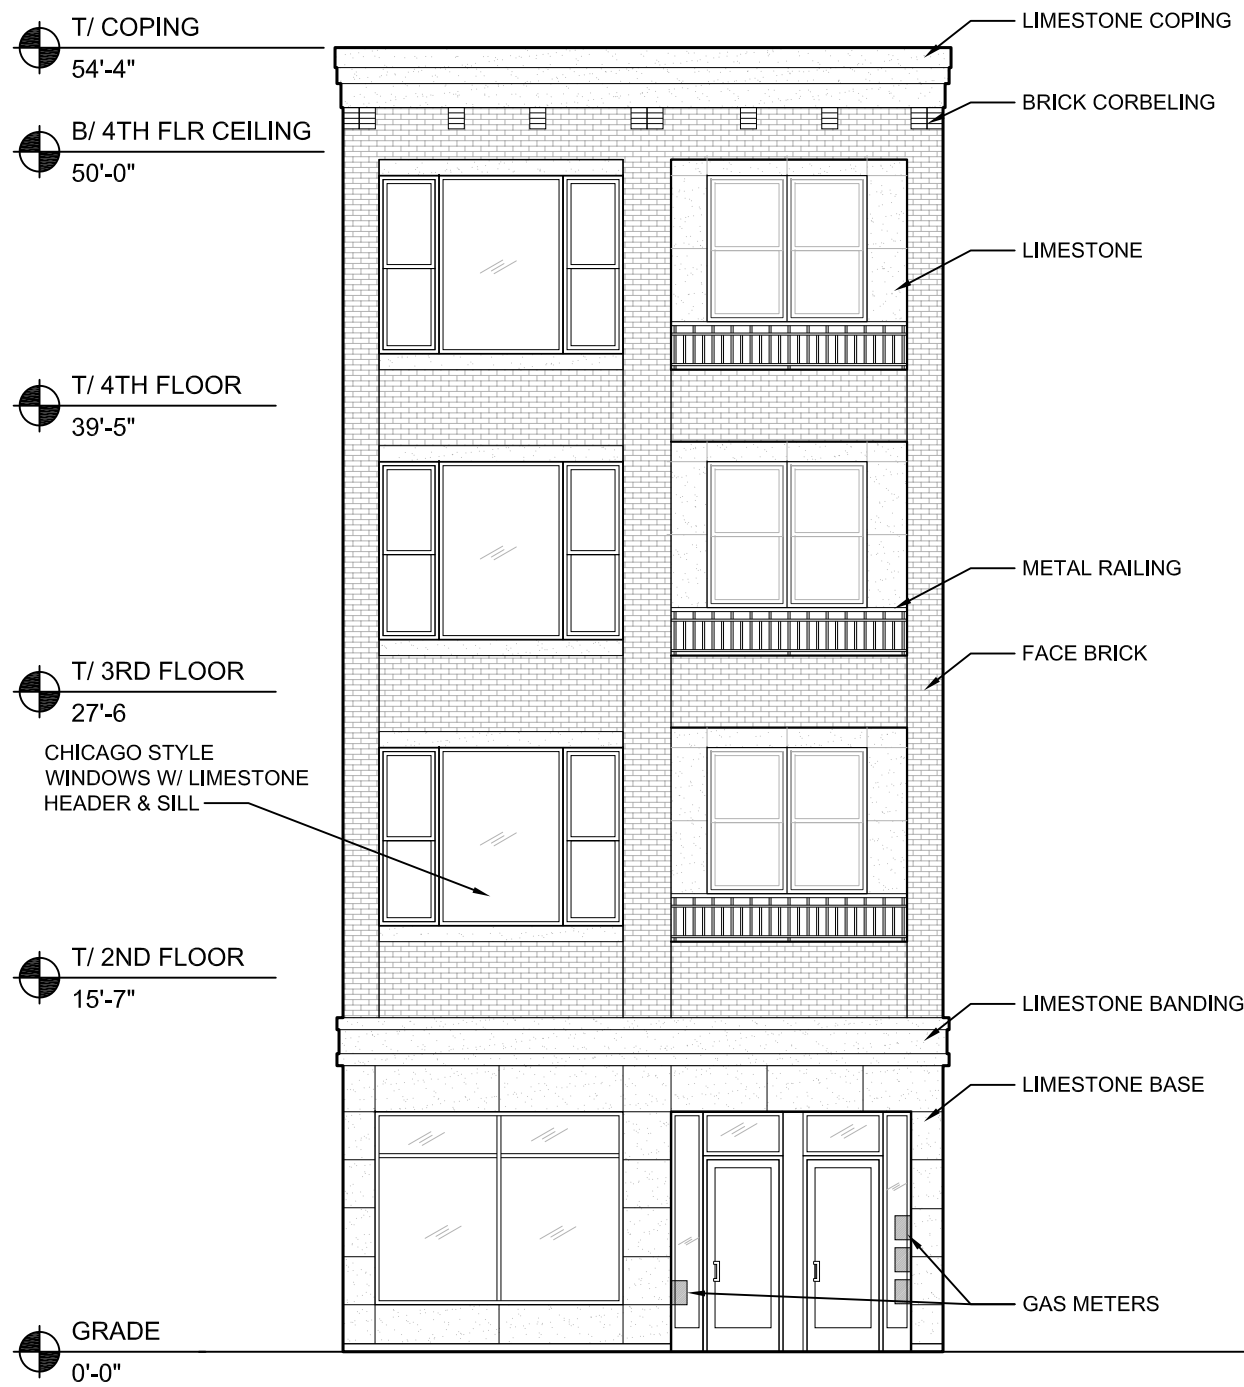 T/ COPING
54'-4"
LIMESTONE COPING
BRICK CORBELING
B/ 4TH FLR CEILING
50'-0"
LIMESTONE
T/ 4TH FLOOR
39'-5"
METAL RAILING
FACE BRICK
T/ 3RD FLOOR
27'-6
CHICAGO STYLE
WINDOWS W/ LIMESTONE
HEADER & SILL
T/ 2ND FLOOR
15'-7"
LIMESTONE BANDING
LIMESTONE BASE
GAS METERS
GRADE
0'-0"